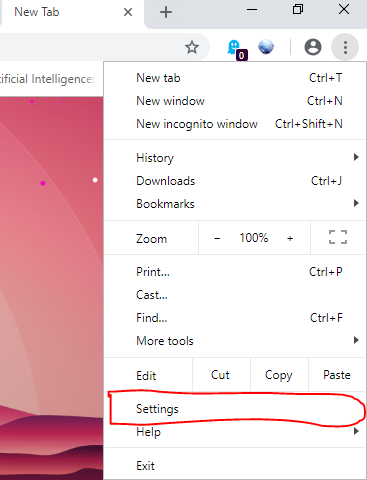 New Tab
0
tificial Intelligence:
New tab Ctrl+T
New window Ctrl+N
New incognito window Ctrl+Shift+N
History
Downloads Ctrl+J
Bookmarks
Zoom − 100% +
Print... Ctrl+P
Cast...
Find... Ctrl+F
More tools
Edit Cut Copy Paste
Settings
Help
Exit